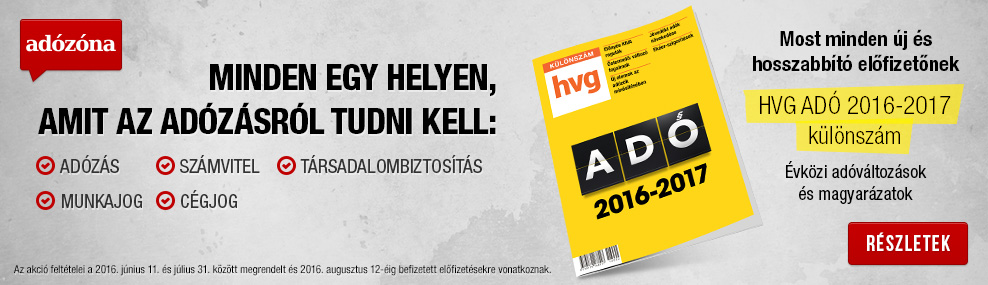 adózóna
MINDEN EGY HELYEN,
AMIT AZ ADÓZÁSRÓL TUDNI KELL:
ADÓZÁS
SZÁMVITEL
TÁRSADALOMBIZTOSÍTÁS
MUNKAJOG
CÉGJOG
Az akció feltételei a 2016. június 11. és július 31. között megrendelt és 2016. augusztus 12-éig befizetett előfizetésekre vonatkoznak.
KÜLÖNSZÁM
hvg
§
ADÓ
2016-2017
Most minden új és
hosszabbító előfizetőnek
HVG ADÓ 2016-2017
különszám
Évközi adóváltozások
és magyarázatok
RÉSZLETEK